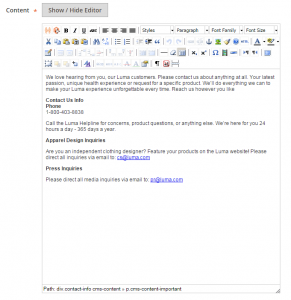 Content *
Show / Hide Editor
Styles Paragraph Font Family Font Size
We love hearing from you, our Luma customers. Please contact us about anything at all. Your latest
passion, unique health experience or request for a specific product. We'll do everything we can to
make your Luma experience unforgettable every time. Reach us however you like
Contact Us Info
Phone
1-800-403-8838
Call the Luma Helpline for concerns, product questions, or anything else. We're here for you 24
hours a day - 365 days a year.
Apparel Design Inquiries
Are you an independent clothing designer? Feature your products on the Luma website! Please
direct all inquiries via email to: cs@luma.com
Press Inquiries
Please direct all media inquiries via email to: pr@luma.com
Path: div.contact-info cms-content » p.cms-content-important